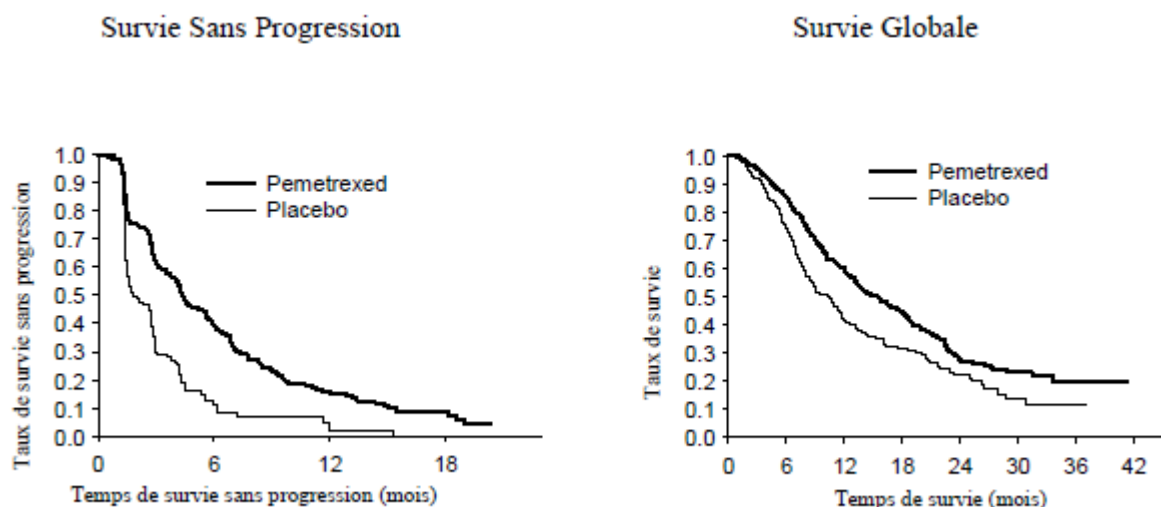 Survie Sans Progression
Survie Globale
Taux de survie sans progression
1.0
0.9
0.8
0.7
0.6
0.5
0.4
0.3
0.2
0.1
0.0
Pemetrexed
Placebo
0 6 12 18
Temps de survie sans progression (mois)
Taux de survie
1.0
0.9
0.8
0.7
0.6
0.5
0.4
0.3
0.2
0.1
0.0
Pemetrexed
Placebo
0 6 12 18 24 30 36 42
Temps de survie (mois)